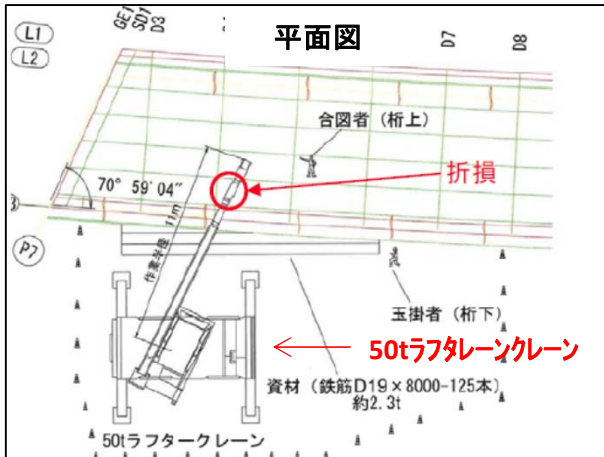 平面図
L1
L2
GE1
SD1
D3
D7
D8
合図者（桁上）
折損
70° 59′ 04″
作業半径 11m
P7
玉掛者（桁下）
50tラフタレーンクレーン
資材（鉄筋D19×8000-125本）
約2.3t
50tラフタークレーン